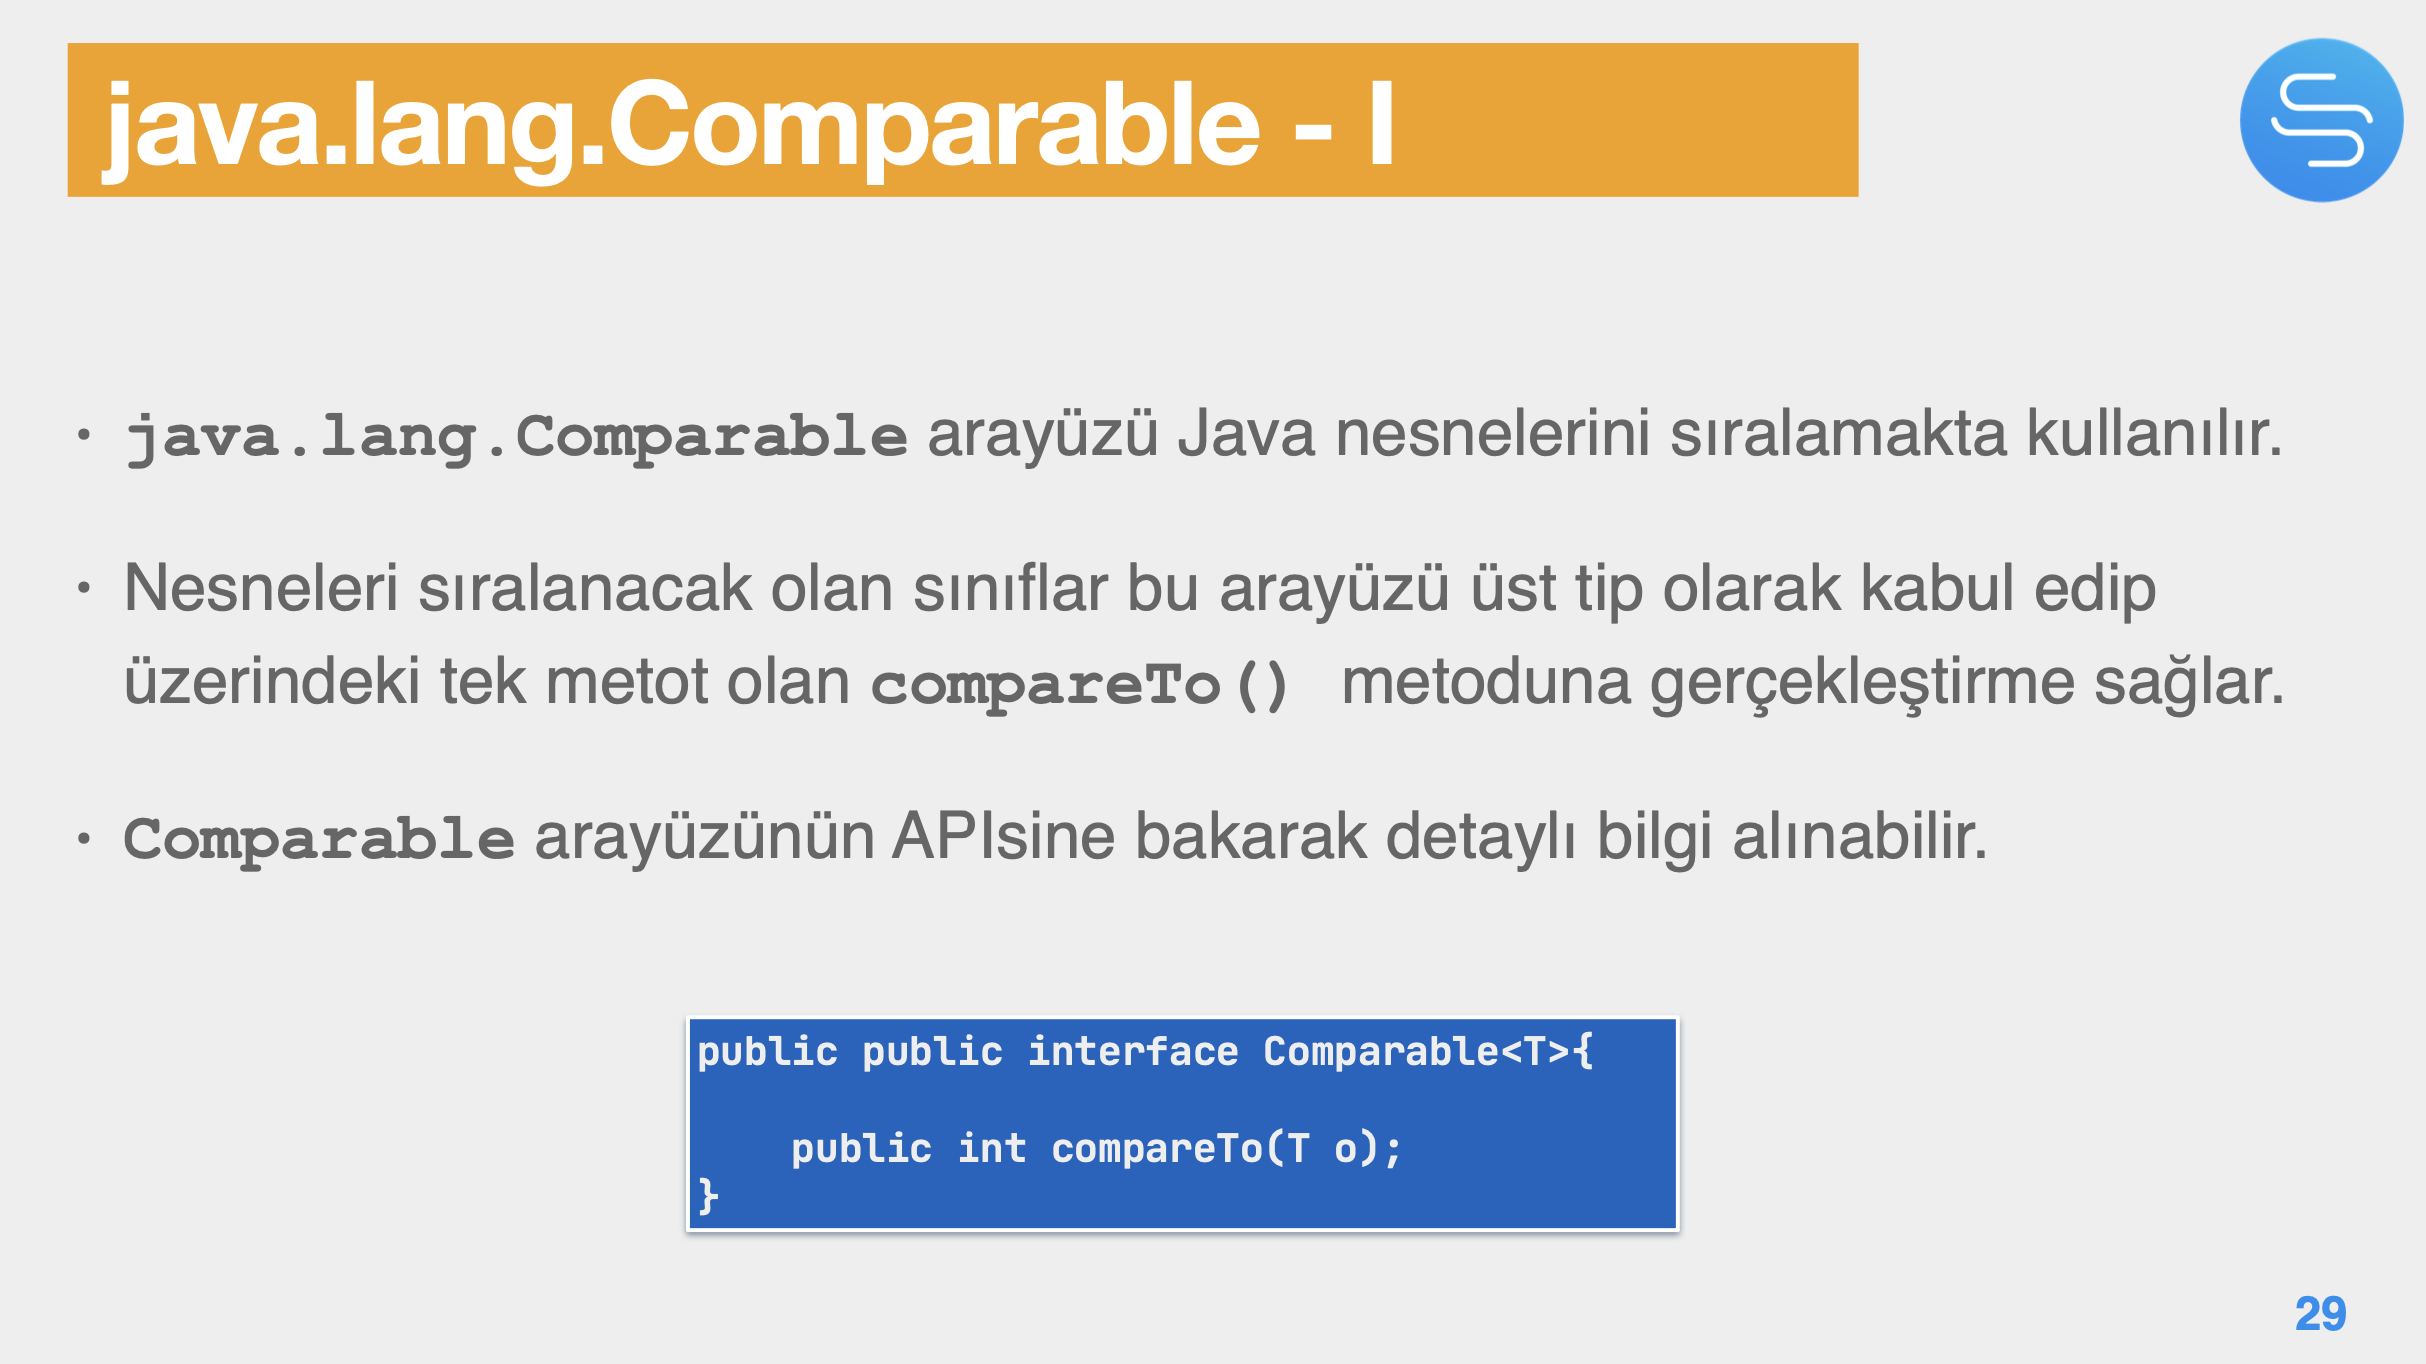 java.lang.Comparable - I
• java.lang.Comparable arayüzü Java nesnelerini sıralamakta kullanılır.
• Nesneleri sıralanacak olan sınıflar bu arayüzü üst tip olarak kabul edip
üzerindeki tek metot olan compareTo() metoduna gerçekleştirme sağlar.
• Comparable arayüzünün APIsine bakarak detaylı bilgi alınabilir.
public public interface Comparable<T>{
    public int compareTo(T o);
}
29